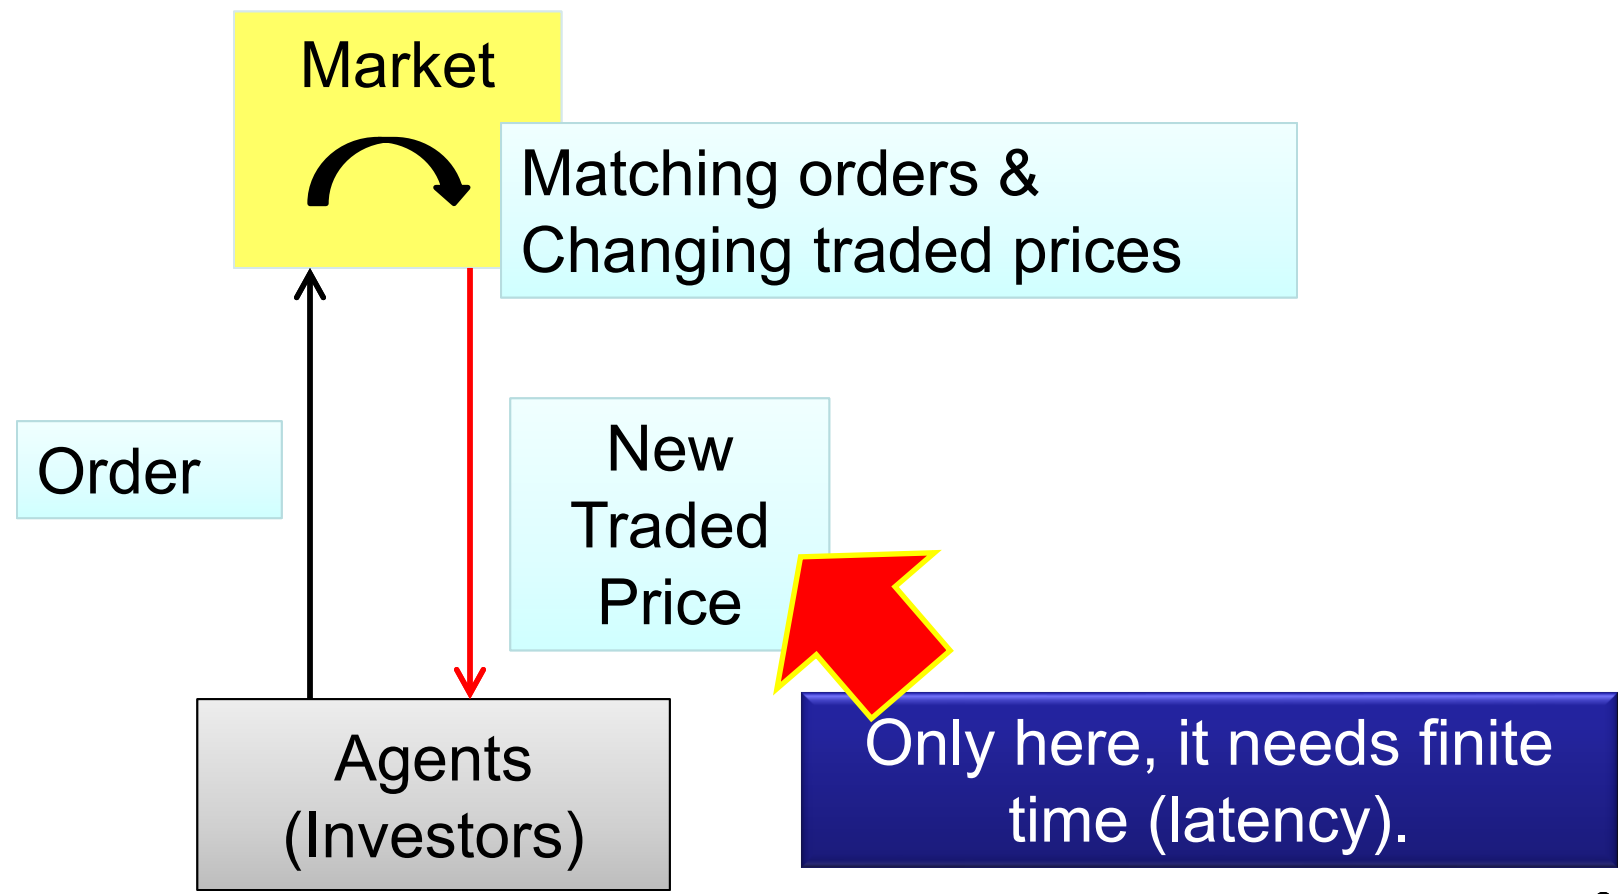 Market
Matching orders &
Changing traded prices
Order
New
Traded
Price
Agents
(Investors)
Only here, it needs finite
time (latency).